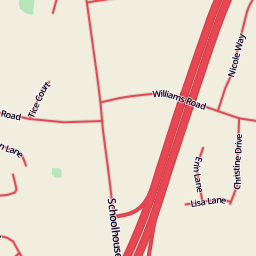 Nicole Way
Tice Court
Williams Road
Road
Lane
Erin Lane
Christine Drive
Lisa Lane
Schoolhouse